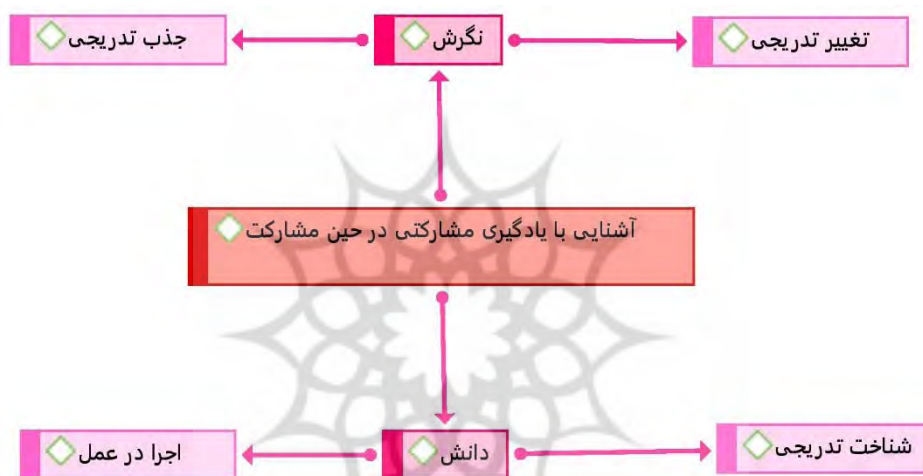 تغییر تدریجی
نگرش
جذب تدریجی
آشنایی با یادگیری مشارکتی در حین مشارکت
شناخت تدریجی
دانش
اجرا در عمل